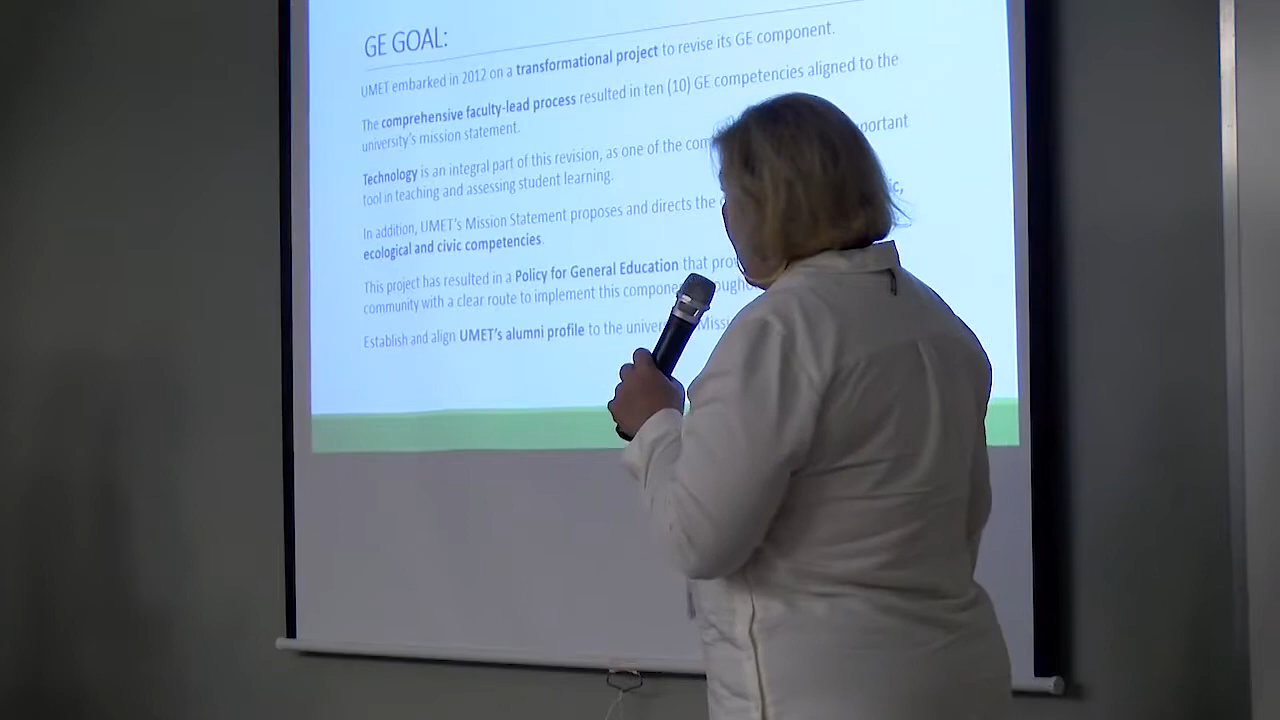 GE GOAL:
UMET embarked in 2012 on a transformational project to revise its GE component.
The comprehensive faculty-lead process resulted in ten (10) GE competencies aligned to the
university's mission statement.
Technology is an integral part of this revision, as one of the
tool in teaching and assessing student learning.
In addition, UMET's Mission Statement proposes and directs the
ecological and civic competencies.
This project has resulted in a Policy for General Education that
community with a clear route to implement this
Establish and align UMET's alumni profile to the